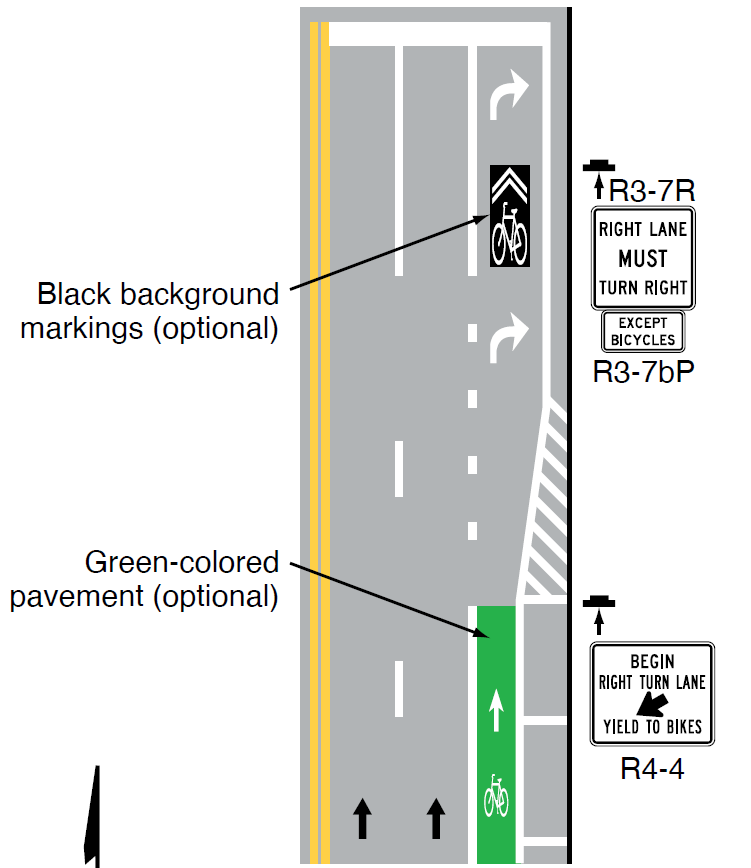 R3-7R
RIGHT LANE
MUST
TURN RIGHT
EXCEPT
BICYCLES
R3-7bP
Black background
markings (optional)
Green-colored
pavement (optional)
BEGIN
RIGHT TURN LANE
YIELD TO BIKES
R4-4